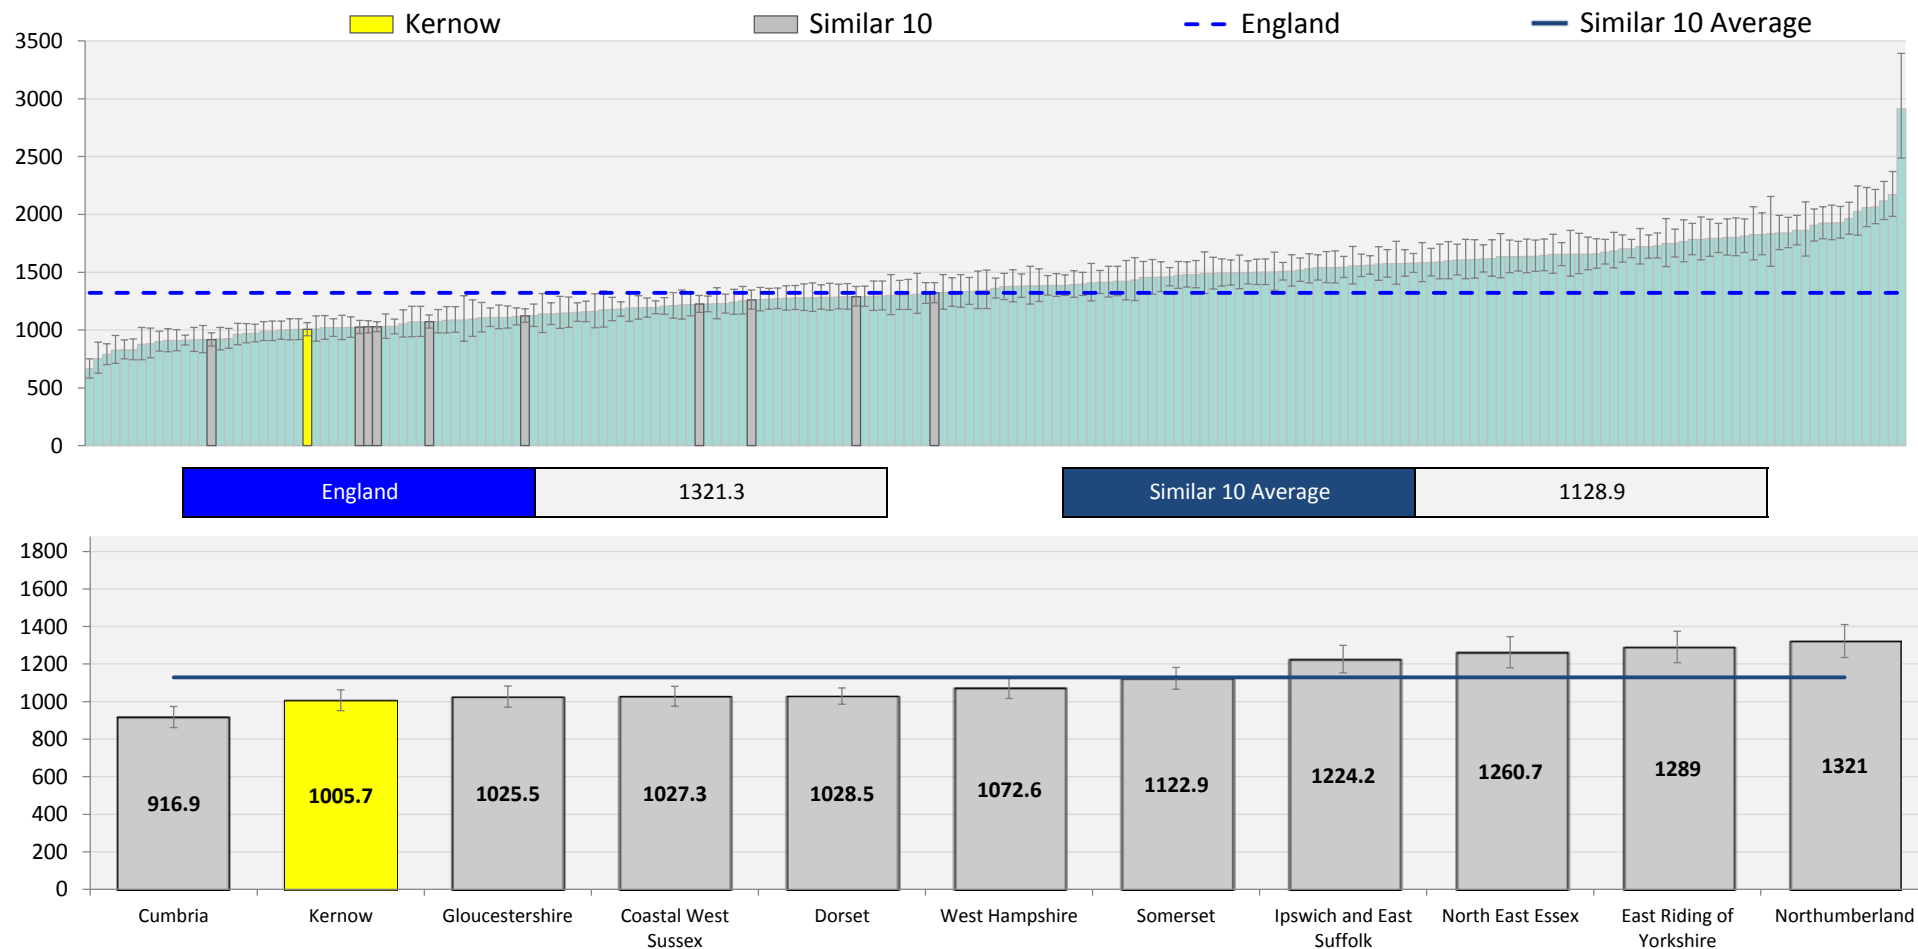 Kernow
Similar 10
England
Similar 10 Average
3500
3000
2500
2000
1500
1000
500
0
England
1321.3
Similar 10 Average
1128.9
1800
1600
1400
1200
1000
800
600
400
200
0
916.9
1005.7
1025.5
1027.3
1028.5
1072.6
1122.9
1224.2
1260.7
1289
1321
Cumbria
Kernow
Gloucestershire
Coastal West
Sussex
Dorset
West Hampshire
Somerset
Ipswich and East
Suffolk
North East Essex
East Riding of
Yorkshire
Northumberland